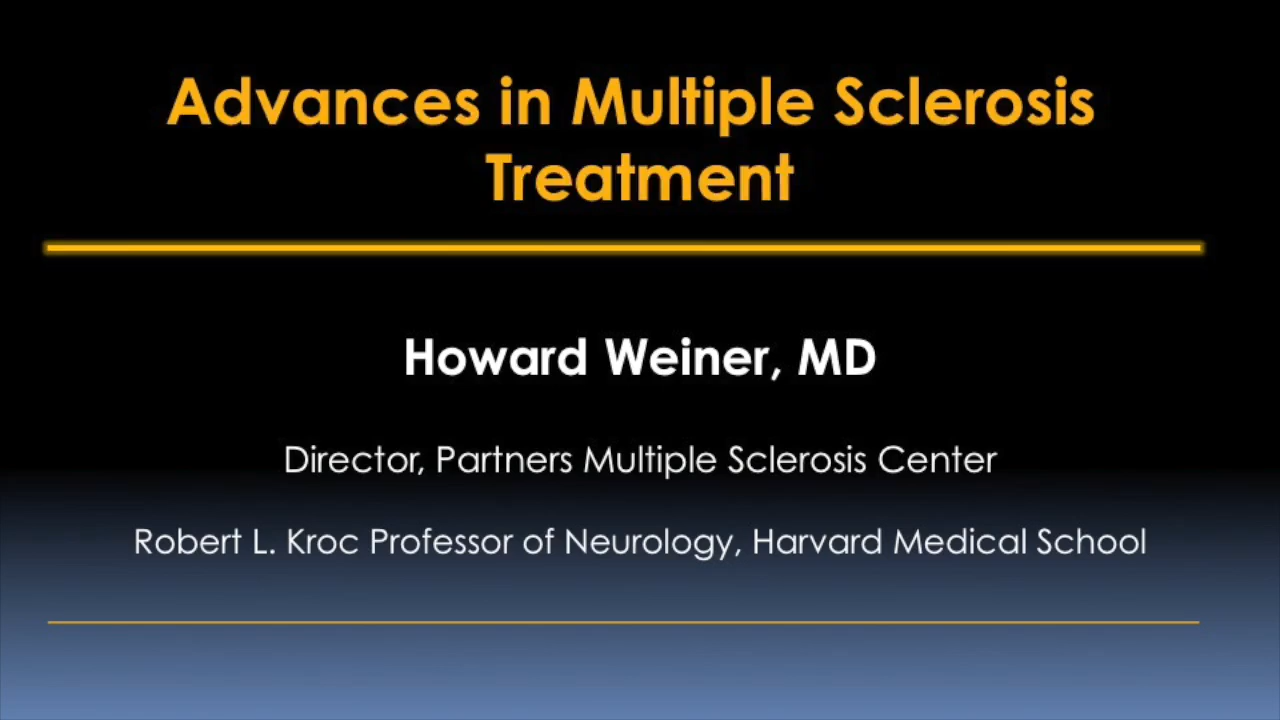 Advances in Multiple Sclerosis
Treatment
Howard Weiner, MD
Director, Partners Multiple Sclerosis Center
Robert L. Kroc Professor of Neurology, Harvard Medical School